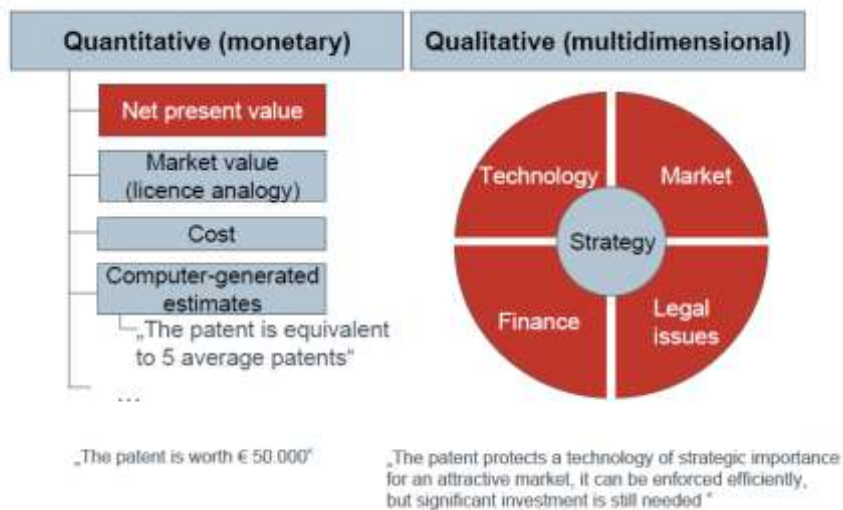 Quantitative (monetary)
Net present value
Market value
(licence analogy)
Cost
Computer-generated
estimates
„The patent is equivalent
to 5 average patents“
...
„The patent is worth € 50.000“
Qualitative (multidimensional)
Technology
Market
Strategy
Finance
Legal
issues
„The patent protects a technology of strategic importance
for an attractive market, it can be enforced efficiently,
but significant investment is still needed “